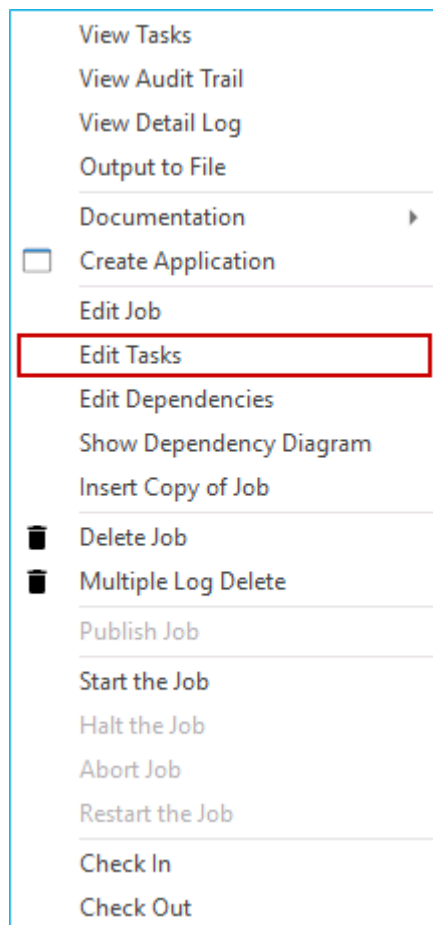 View Tasks
View Audit Trail
View Detail Log
Output to File
Documentation
Create Application
Edit Job
Edit Tasks
Edit Dependencies
Show Dependency Diagram
Insert Copy of Job
Delete Job
Multiple Log Delete
Publish Job
Start the Job
Halt the Job
Abort Job
Restart the Job
Check In
Check Out